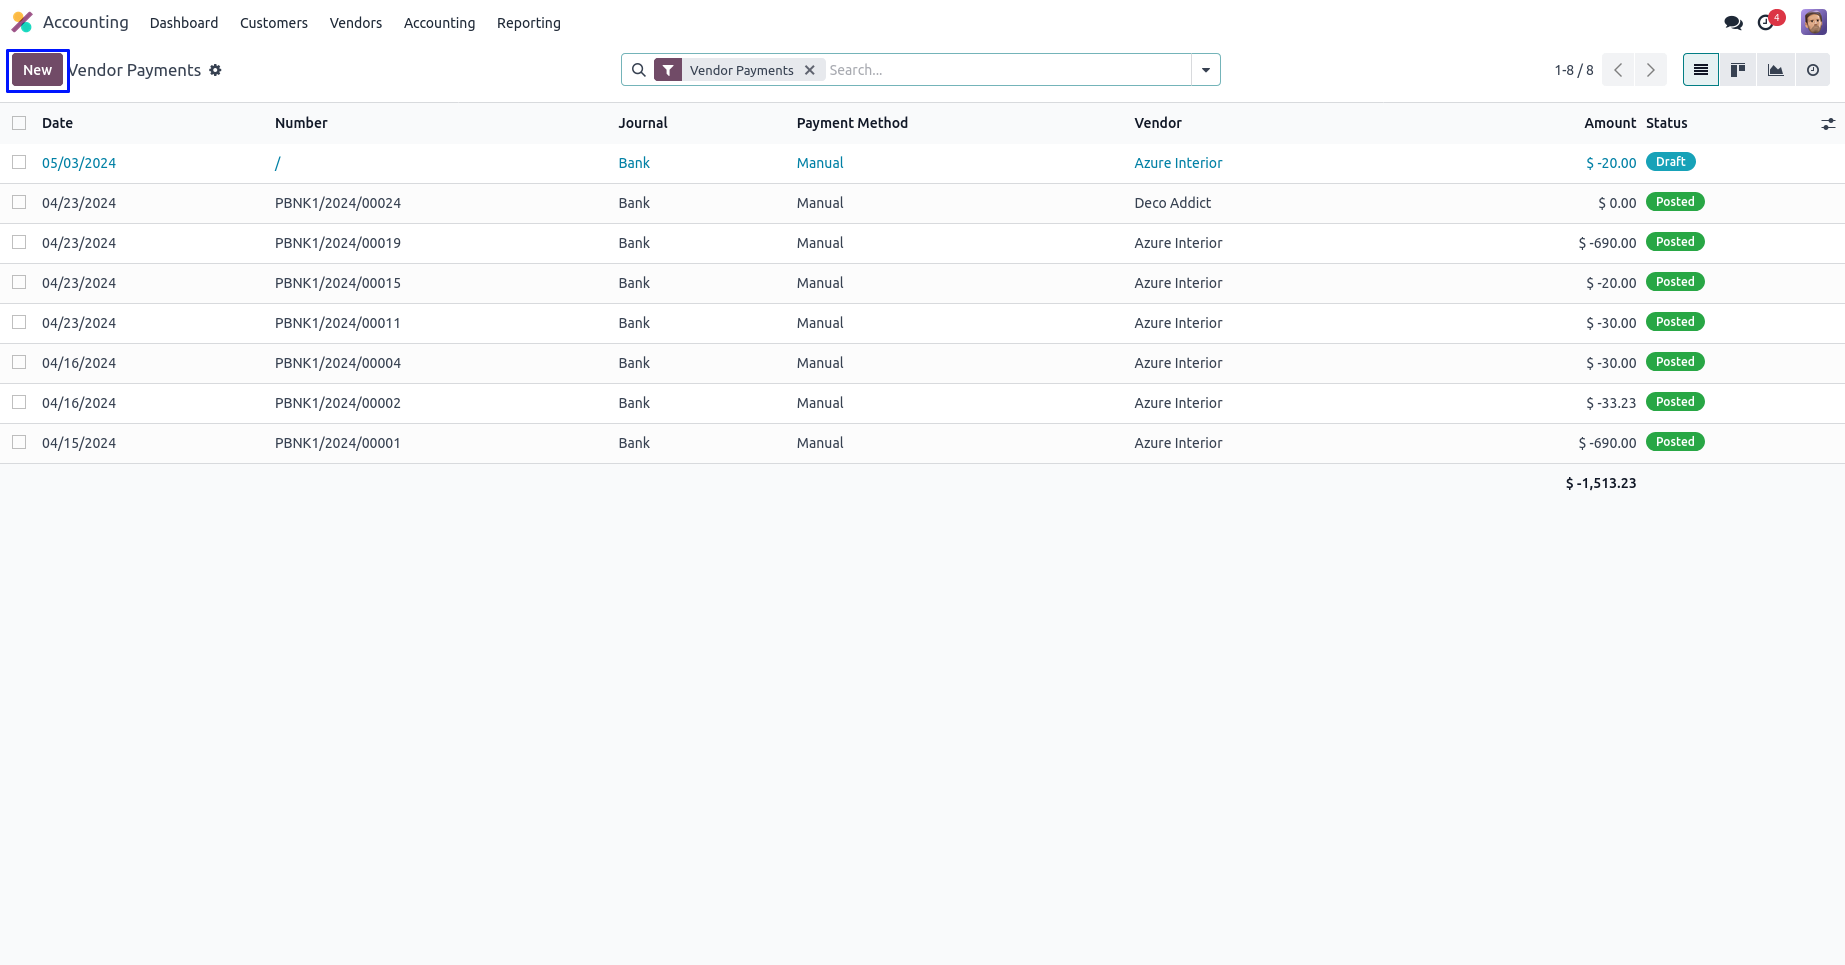 Accounting Dashboard Customers Vendors Accounting Reporting 4
New Vendor Payments Vendor Payments Search... 1-8 / 8
Date Number Journal Payment Method Vendor Amount Status
05/03/2024 / Bank Manual Azure Interior $ -20.00 Draft
04/23/2024 PBNK1/2024/00024 Bank Manual Deco Addict $ 0.00 Posted
04/23/2024 PBNK1/2024/00019 Bank Manual Azure Interior $ -690.00 Posted
04/23/2024 PBNK1/2024/00015 Bank Manual Azure Interior $ -20.00 Posted
04/23/2024 PBNK1/2024/00011 Bank Manual Azure Interior $ -30.00 Posted
04/16/2024 PBNK1/2024/00004 Bank Manual Azure Interior $ -30.00 Posted
04/16/2024 PBNK1/2024/00002 Bank Manual Azure Interior $ -33.23 Posted
04/15/2024 PBNK1/2024/00001 Bank Manual Azure Interior $ -690.00 Posted
$ -1,513.23